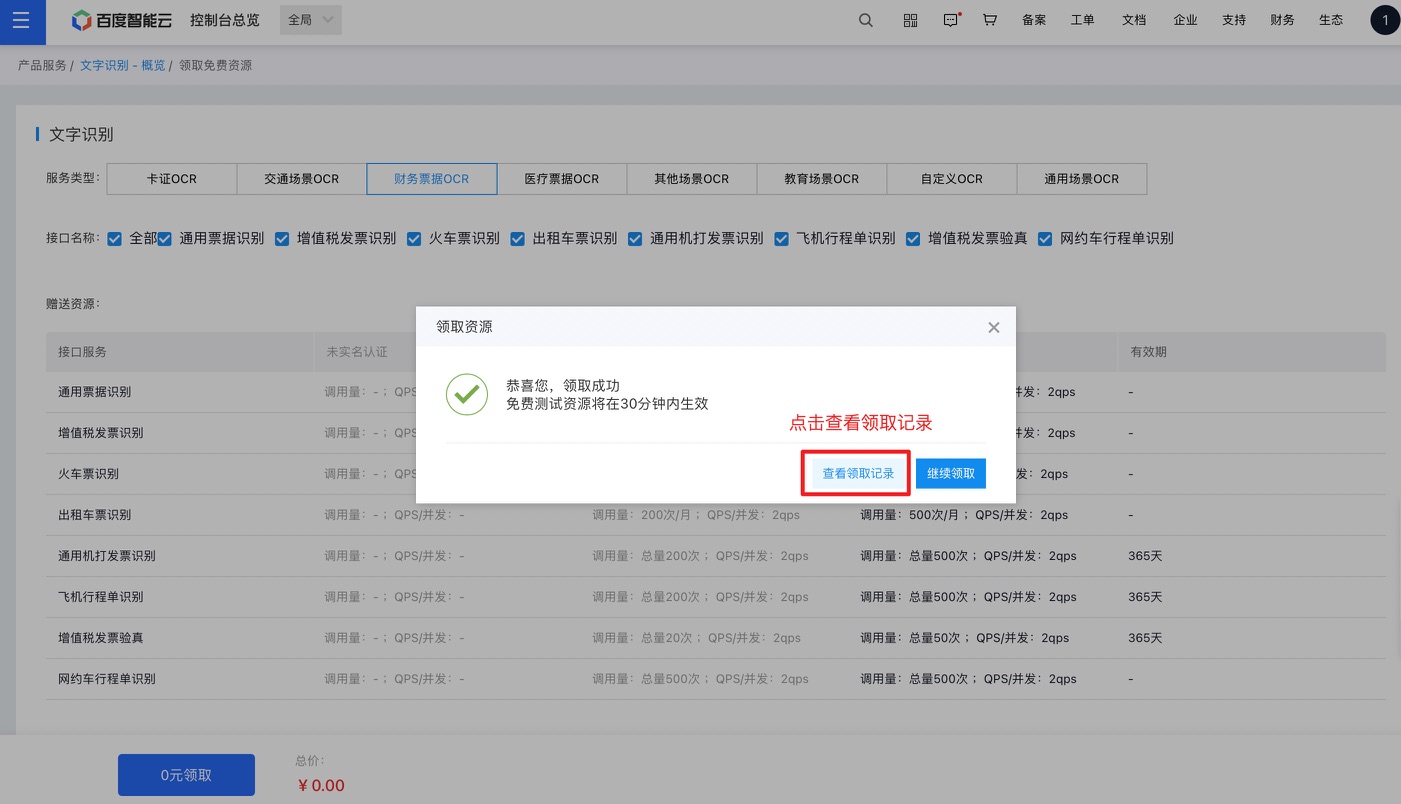 百度智能云 控制台总览 全局 备案 工单 文档 企业 支持 财务 生态 1
产品服务 / 文字识别 - 概览 / 领取免费资源
文字识别
服务类型: 卡证OCR 交通场景OCR 财务票据OCR 医疗票据OCR 其他场景OCR 教育场景OCR 自定义OCR 通用场景OCR
接口名称: 全部 通用票据识别 增值税发票识别 火车票识别 出租车票识别 通用机打发票识别 飞机行程单识别 增值税发票验真 网约车行程单识别
赠送资源:
领取资源
恭喜您，领取成功
免费测试资源将在30分钟内生效
点击查看领取记录
查看领取记录 继续领取
接口服务 未实名认证 有效期
通用票据识别 调用量: -； QPS 并发: 2qps -
增值税发票识别 调用量: -； QPS 并发: 2qps -
火车票识别 调用量: -； QPS 发: 2qps -
出租车票识别 调用量: -； QPS/并发: - 调用量: 200次/月； QPS/并发: 2qps 调用量: 500次/月； QPS/并发: 2qps -
通用机打发票识别 调用量: -； QPS/并发: - 调用量: 总量200次； QPS/并发: 2qps 调用量: 总量500次； QPS/并发: 2qps 365天
飞机行程单识别 调用量: -； QPS/并发: - 调用量: 总量200次； QPS/并发: 2qps 调用量: 总量500次； QPS/并发: 2qps 365天
增值税发票验真 调用量: -； QPS/并发: - 调用量: 总量20次； QPS/并发: 2qps 调用量: 总量50次； QPS/并发: 2qps 365天
网约车行程单识别 调用量: -； QPS/并发: - 调用量: 总量500次； QPS/并发: 2qps 调用量: 总量500次； QPS/并发: 2qps -
0元领取
总价:
¥ 0.00